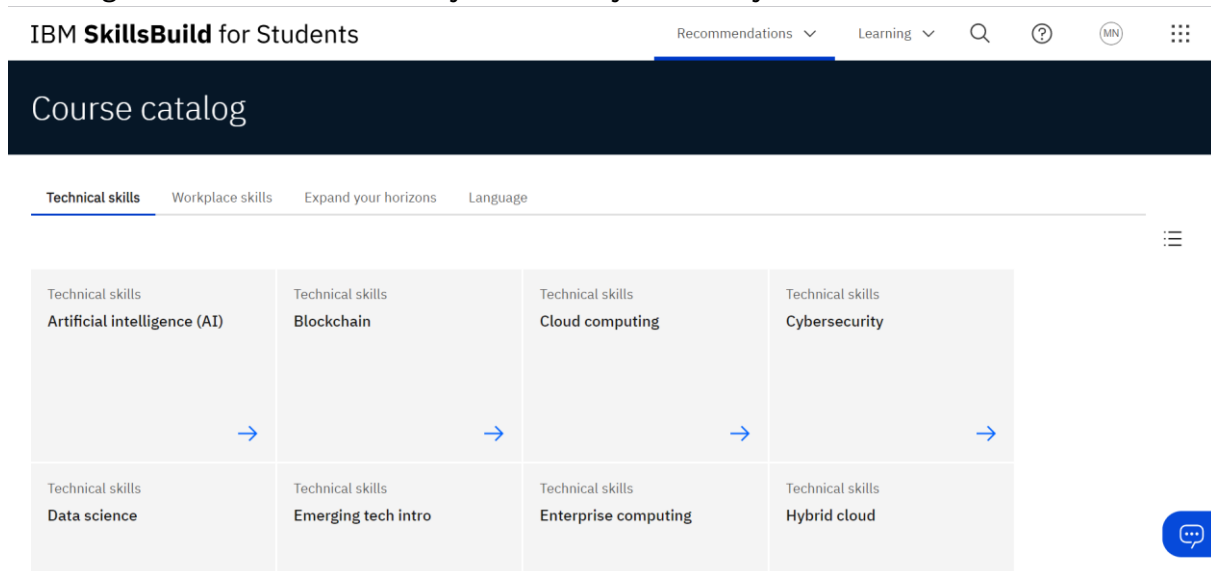 IBM SkillsBuild for Students
Recommendations
Learning
MN
Course catalog
Technical skills
Workplace skills
Expand your horizons
Language
Technical skills
Artificial intelligence (AI)
Technical skills
Blockchain
Technical skills
Cloud computing
Technical skills
Cybersecurity
Technical skills
Data science
Technical skills
Emerging tech intro
Technical skills
Enterprise computing
Technical skills
Hybrid cloud